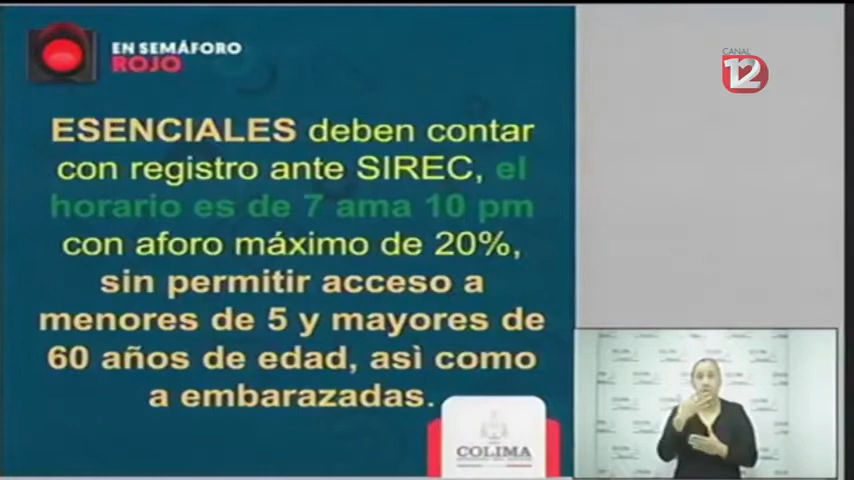 EN SEMÁFORO
ROJO
CANAL
12
ESENCIALES deben contar
con registro ante SIREC, el
horario es de 7 ama 10 pm
con aforo máximo de 20%,
sin permitir acceso a
menores de 5 y mayores de
60 años de edad, asì como
a embarazadas.
COLIMA